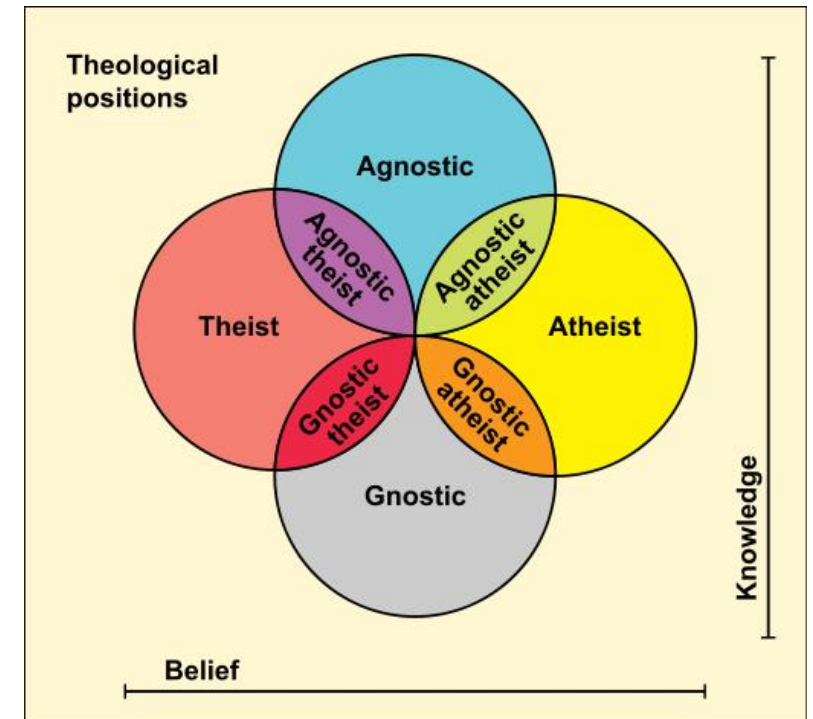 Theological
positions
Agnostic
Agnostic
theist
Agnostic
atheist
Theist
Atheist
Gnostic
theist
Gnostic
atheist
Gnostic
Knowledge
Belief